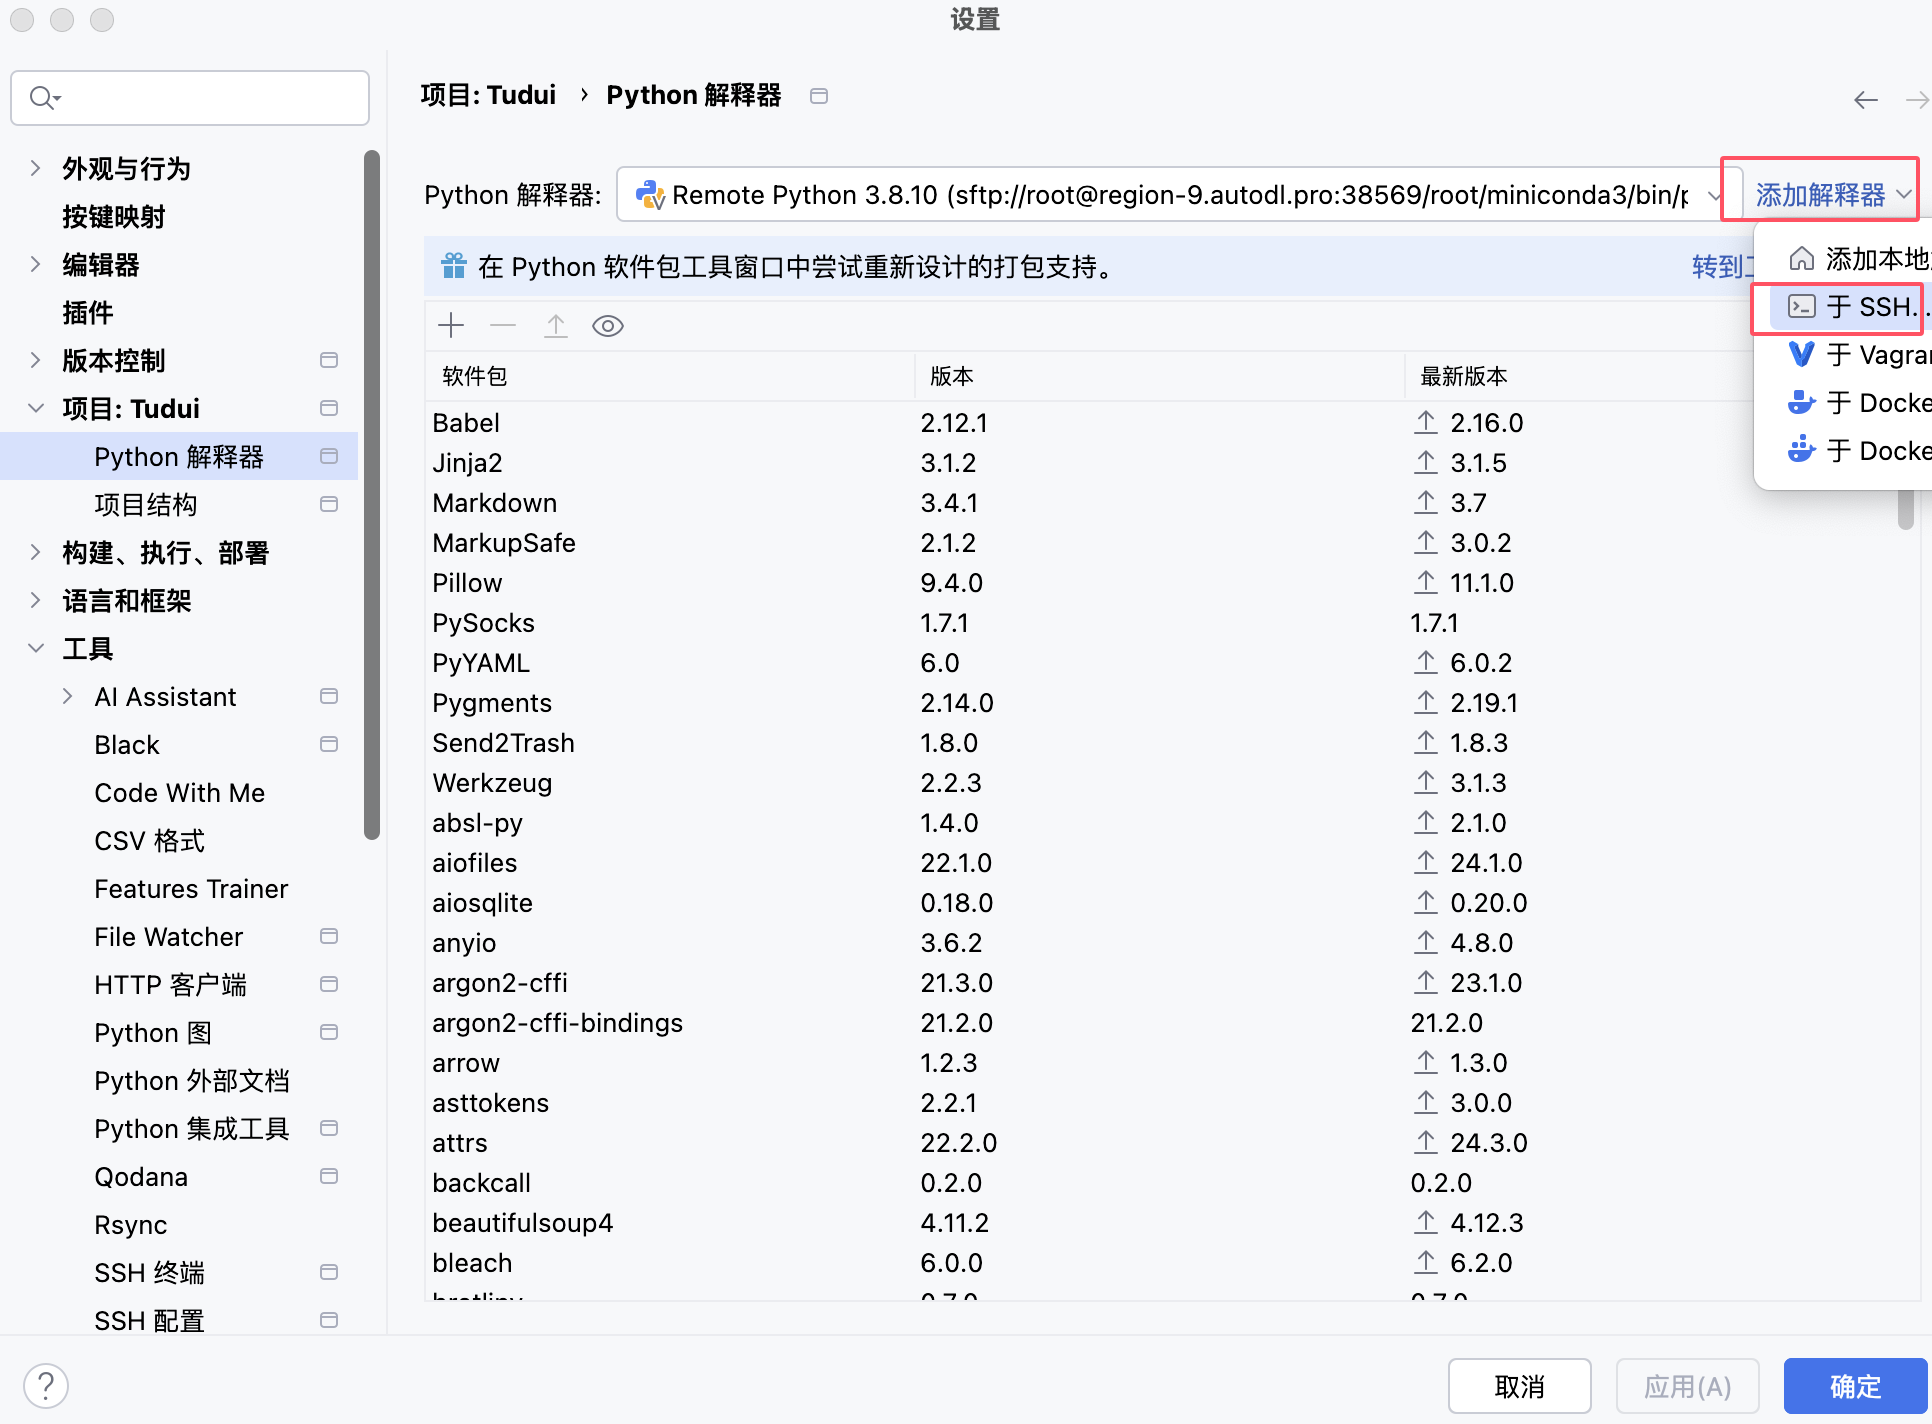 设置
项目: Tudui › Python 解释器
外观与行为
按键映射
编辑器
插件
版本控制
项目: Tudui
Python 解释器
项目结构
构建、执行、部署
语言和框架
工具
AI Assistant
Black
Code With Me
CSV 格式
Features Trainer
File Watcher
HTTP 客户端
Python 图
Python 外部文档
Python 集成工具
Qodana
Rsync
SSH 终端
SSH 配置
Python 解释器: Remote Python 3.8.10 (sftp://root@region-9.autodl.pro:38569/root/miniconda3/bin/p 添加解释器
在 Python 软件包工具窗口中尝试重新设计的打包支持。 转到
添加本地
于 SSH...
于 Vagra
于 Docke
于 Docke
软件包 版本 最新版本
Babel 2.12.1 2.16.0
Jinja2 3.1.2 3.1.5
Markdown 3.4.1 3.7
MarkupSafe 2.1.2 3.0.2
Pillow 9.4.0 11.1.0
PySocks 1.7.1 1.7.1
PyYAML 6.0 6.0.2
Pygments 2.14.0 2.19.1
Send2Trash 1.8.0 1.8.3
Werkzeug 2.2.3 3.1.3
absl-py 1.4.0 2.1.0
aiofiles 22.1.0 24.1.0
aiosqlite 0.18.0 0.20.0
anyio 3.6.2 4.8.0
argon2-cffi 21.3.0 23.1.0
argon2-cffi-bindings 21.2.0 21.2.0
arrow 1.2.3 1.3.0
asttokens 2.2.1 3.0.0
attrs 22.2.0 24.3.0
backcall 0.2.0 0.2.0
beautifulsoup4 4.11.2 4.12.3
bleach 6.0.0 6.2.0
?
取消 应用(A) 确定